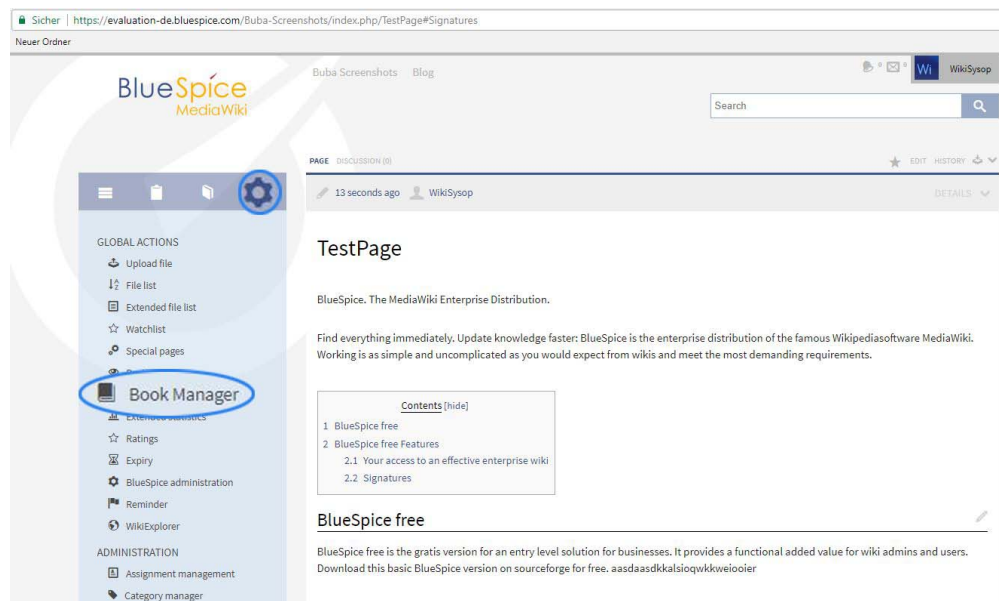 Sicher | https://evaluation-de.bluespice.com/Buba-Screenshots/index.php/TestPage#Signatures
Neuer Ordner
BlueSpice
MediaWiki
Buba Screenshots Blog
Wi WikiSysop
Search
PAGE DISCUSSION (0)
EDIT HISTORY
13 seconds ago WikiSysop
DETAILS
GLOBAL ACTIONS
Upload file
File list
Extended file list
Watchlist
Special pages
Book Manager
Extended statistics
Ratings
Expiry
BlueSpice administration
Reminder
WikiExplorer
ADMINISTRATION
Assignment management
Category manager
TestPage
BlueSpice. The MediaWiki Enterprise Distribution.
Find everything immediately. Update knowledge faster: BlueSpice is the enterprise distribution of the famous Wikipediasoftware MediaWiki.
Working is as simple and uncomplicated as you would expect from wikis and meet the most demanding requirements.
Contents [hide]
1 BlueSpice free
2 BlueSpice free Features
2.1 Your access to an effective enterprise wiki
2.2 Signatures
BlueSpice free
BlueSpice free is the gratis version for an entry level solution for businesses. It provides a functional added value for wiki admins and users.
Download this basic BlueSpice version on sourceforge for free. aasdaasdkkalsioqwkkweiooier